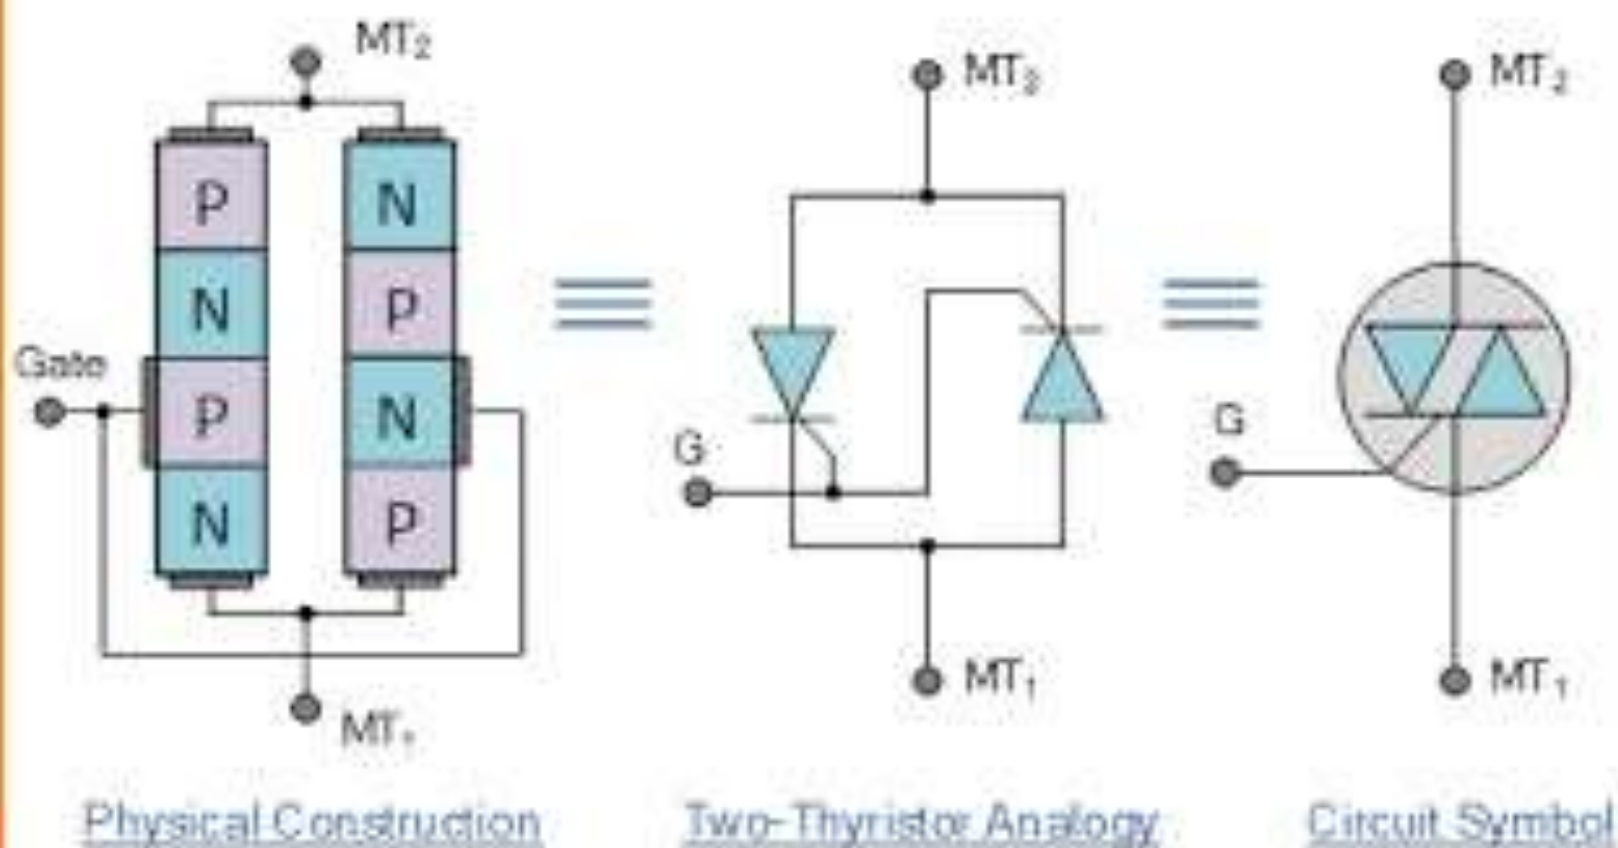 MT₂
P
N
P
N
N
P
N
P
Gate
MT₁
Physical Construction
MT₂
G
MT₁
Two-Thyristor Analogy
MT₂
G
MT₁
Circuit Symbol